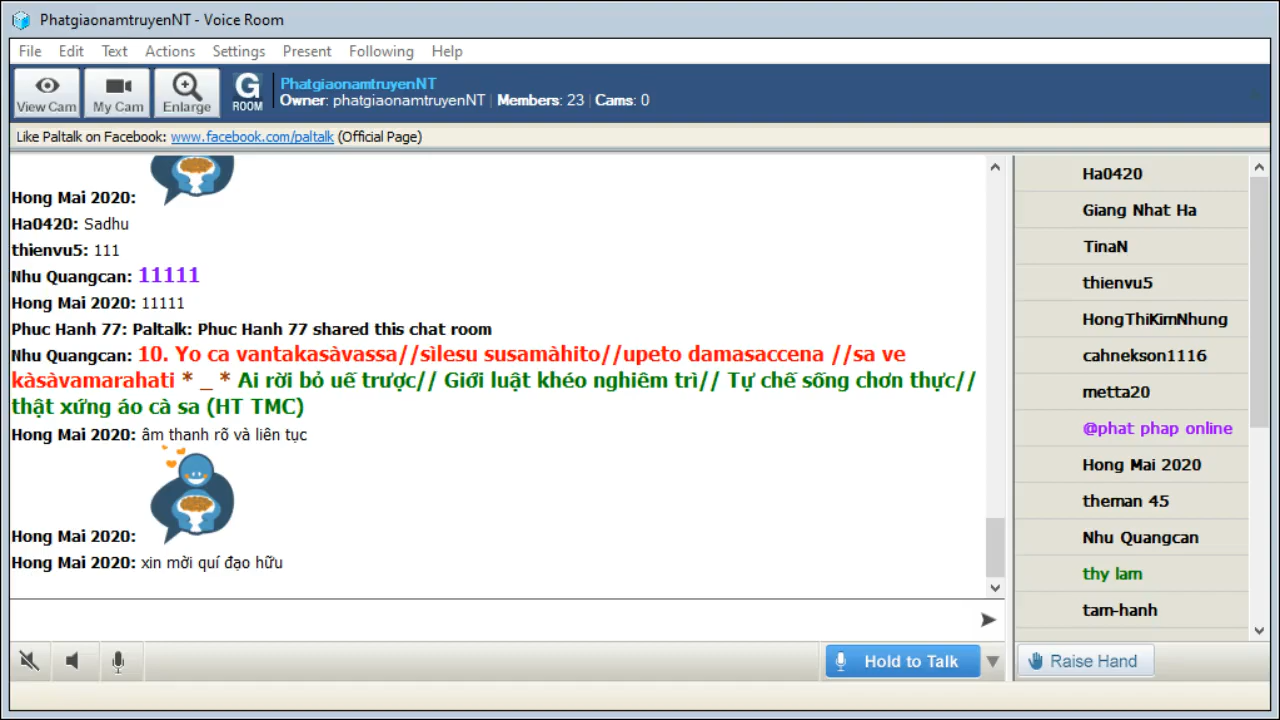 PhatgiaonamtruyenNT - Voice Room
File Edit Text Actions Settings Present Following Help
View Cam My Cam Enlarge G ROOM
PhatgiaonamtruyenNT
Owner: phatgiaonamtruyenNT | Members: 23 | Cams: 0
Like Paltalk on Facebook: www.facebook.com/paltalk (Official Page)
Hong Mai 2020:
Ha0420: Sadhu
thienvu5: 111
Nhu Quangcan: 11111
Hong Mai 2020: 11111
Phuc Hanh 77: Paltalk: Phuc Hanh 77 shared this chat room
Nhu Quangcan: 10. Yo ca vantakasàvassa//sìlesu susamàhito//upeto damasaccena //sa ve
kàsàvamarahati * _ * Ai rời bỏ uế trược// Giới luật khéo nghiêm trì// Tự chế sống chơn thực//
thật xứng áo cà sa (HT TMC)
Hong Mai 2020: âm thanh rõ và liên tục
Hong Mai 2020:
Hong Mai 2020: xin mời quí đạo hữu
Ha0420
Giang Nhat Ha
TinaN
thienvu5
HongThiKimNhung
cahnekson1116
metta20
@phat phap online
Hong Mai 2020
theman 45
Nhu Quangcan
thy lam
tam-hanh
Hold to Talk
Raise Hand